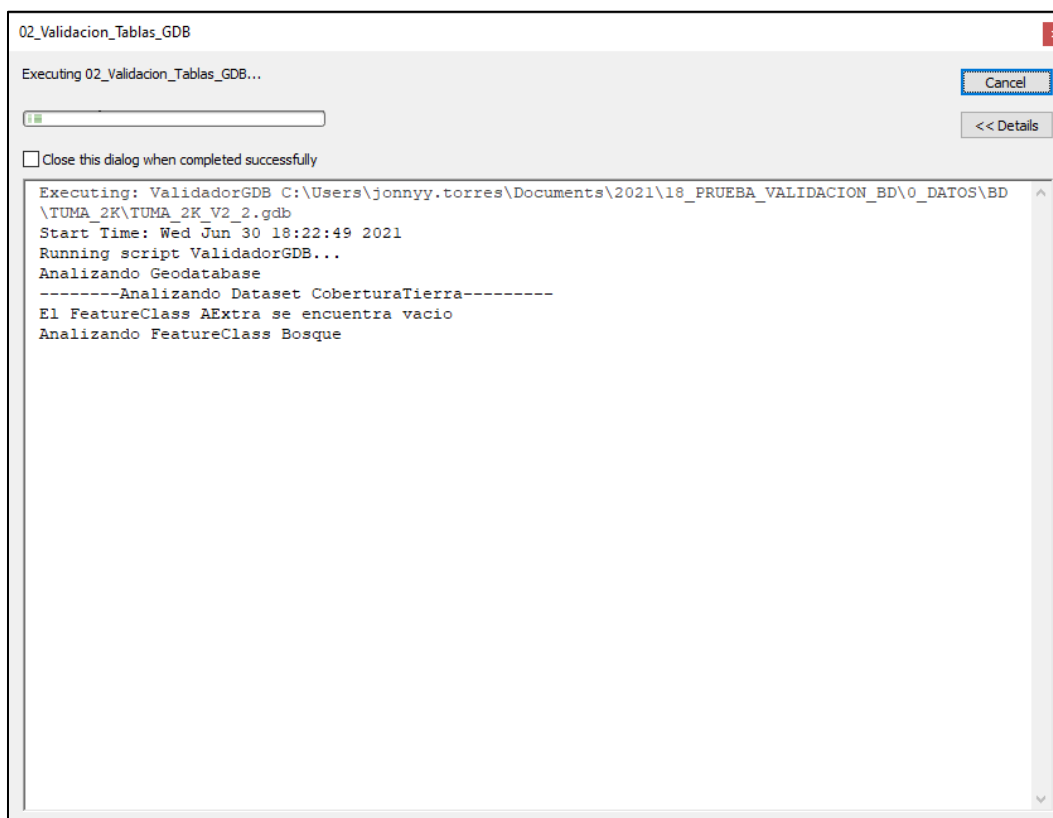 02_Validacion_Tablas_GDB
Executing 02_Validacion_Tablas_GDB...
Cancel
<< Details
Close this dialog when completed successfully
Executing: ValidadorGDB C:\Users\jonnyy.torres\Documents\2021\18_PRUEBA_VALIDACION_BD\0_DATOS\BD
\TUMA_2K\TUMA_2K_V2_2.gdb
Start Time: Wed Jun 30 18:22:49 2021
Running script ValidadorGDB...
Analizando Geodatabase
--------Analizando Dataset CoberturaTierra---------
El FeatureClass AExtra se encuentra vacio
Analizando FeatureClass Bosque